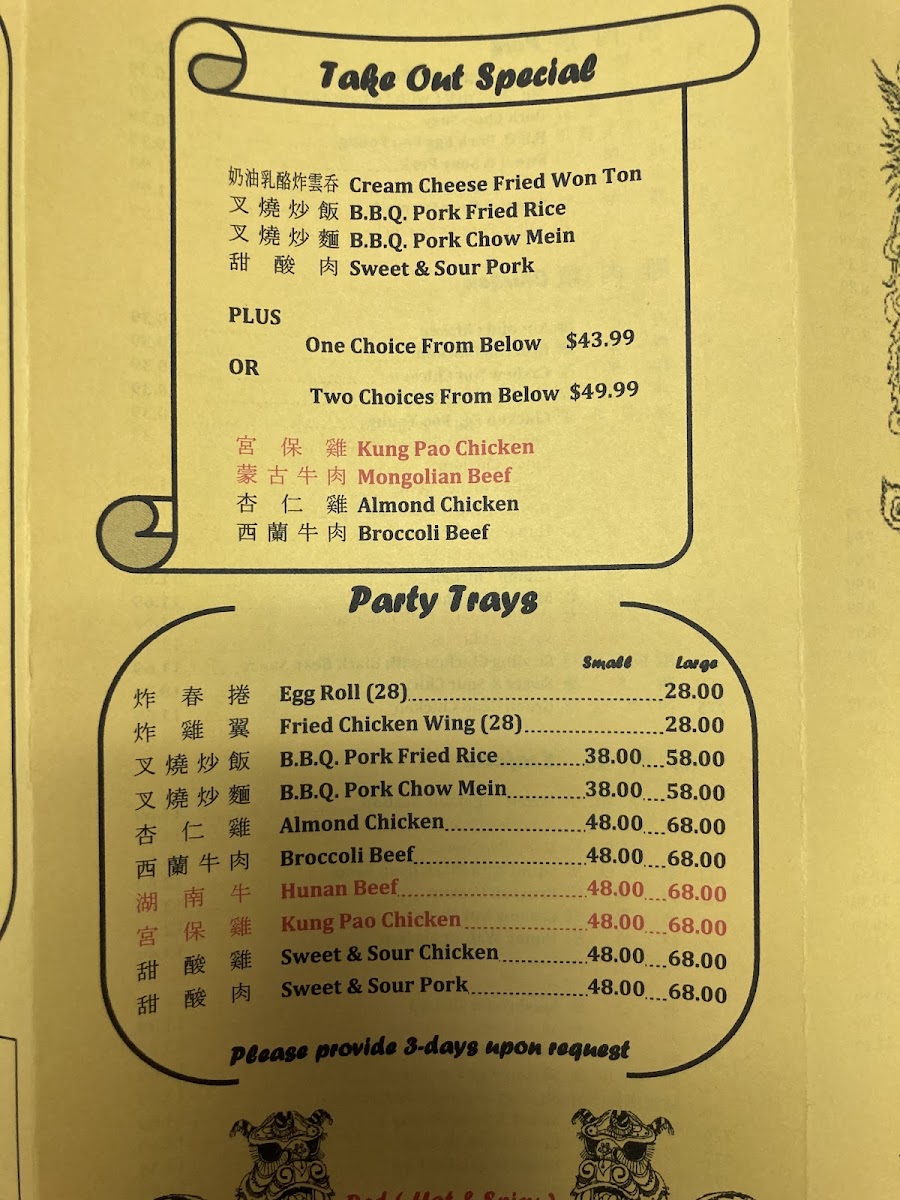 Take Out Special
奶油乳酪炸雲吞 Cream Cheese Fried Won Ton
叉燒炒飯 B.B.Q. Pork Fried Rice
叉燒炒麵 B.B.Q. Pork Chow Mein
甜酸肉 Sweet & Sour Pork
PLUS
One Choice From Below $43.99
OR
Two Choices From Below $49.99
宮保雞 Kung Pao Chicken
蒙古牛肉 Mongolian Beef
杏仁雞 Almond Chicken
西蘭牛肉 Broccoli Beef
Party Trays
Small Large
炸春捲 Egg Roll (28) 28.00
炸雞翼 Fried Chicken Wing (28) 28.00
叉燒炒飯 B.B.Q. Pork Fried Rice 38.00 58.00
叉燒炒麵 B.B.Q. Pork Chow Mein 38.00 58.00
杏仁雞 Almond Chicken 48.00 68.00
西蘭牛肉 Broccoli Beef 48.00 68.00
湖南牛 Hunan Beef 48.00 68.00
宮保雞 Kung Pao Chicken 48.00 68.00
甜酸雞 Sweet & Sour Chicken 48.00 68.00
甜酸肉 Sweet & Sour Pork 48.00 68.00
Please provide 3-days upon request
Red ( Hot & Spicy )